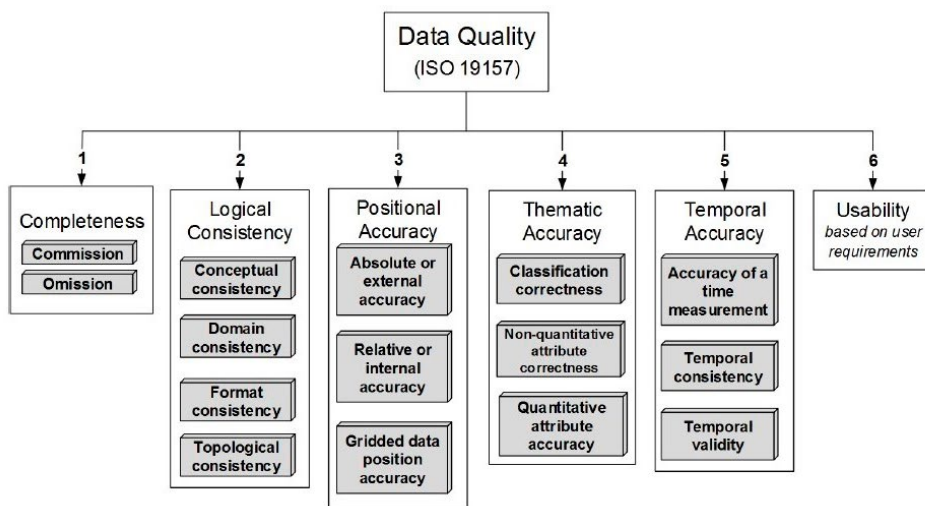 Data Quality
(ISO 19157)
1
2
3
4
5
6
Completeness
Commission
Omission
Logical
Consistency
Conceptual
consistency
Domain
consistency
Format
consistency
Topological
consistency
Positional
Accuracy
Absolute or
external accuracy
Relative or
internal accuracy
Gridded data
position accuracy
Thematic
Accuracy
Classification
correctness
Non-quantitative
attribute
correctness
Quantitative
attribute
accuracy
Temporal
Accuracy
Accuracy of a
time
measurement
Temporal
consistency
Temporal
validity
Usability
based on user
requirements